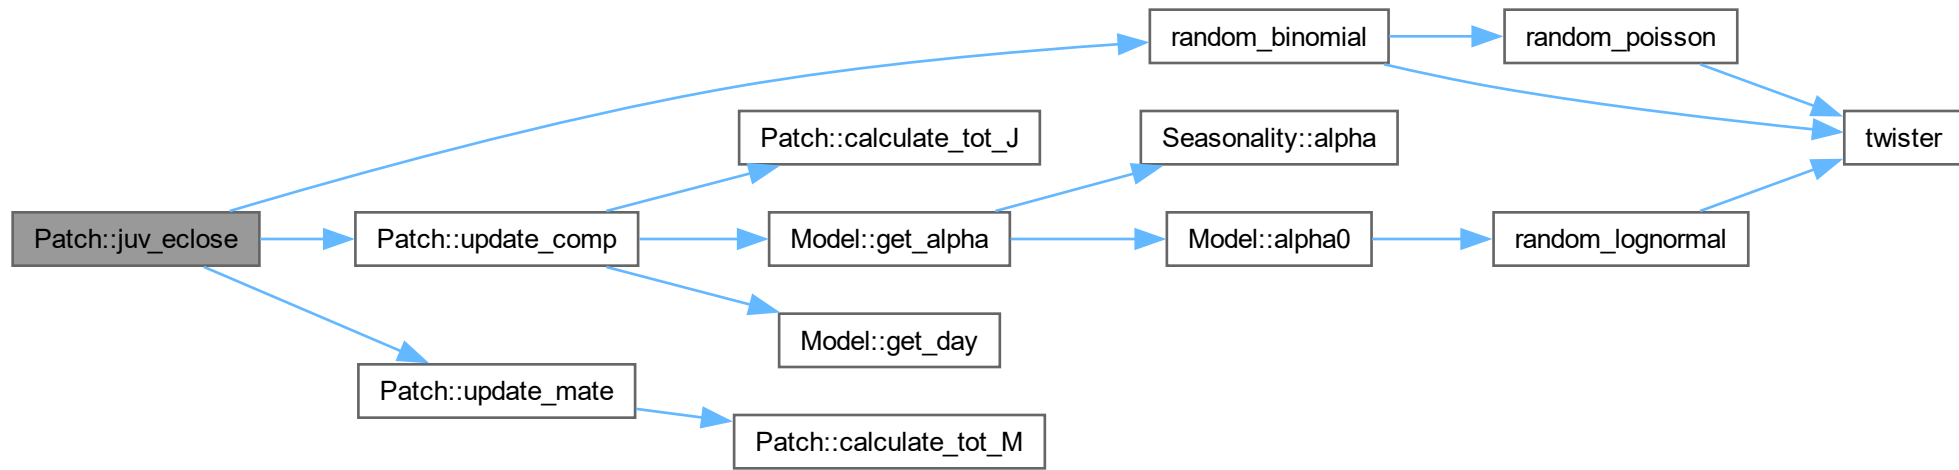 Patch::juv_eclose
random_binomial
random_poisson
twister
Patch::update_comp
Patch::calculate_tot_J
Model::get_alpha
Seasonality::alpha
Model::alpha0
random_lognormal
Model::get_day
Patch::update_mate
Patch::calculate_tot_M